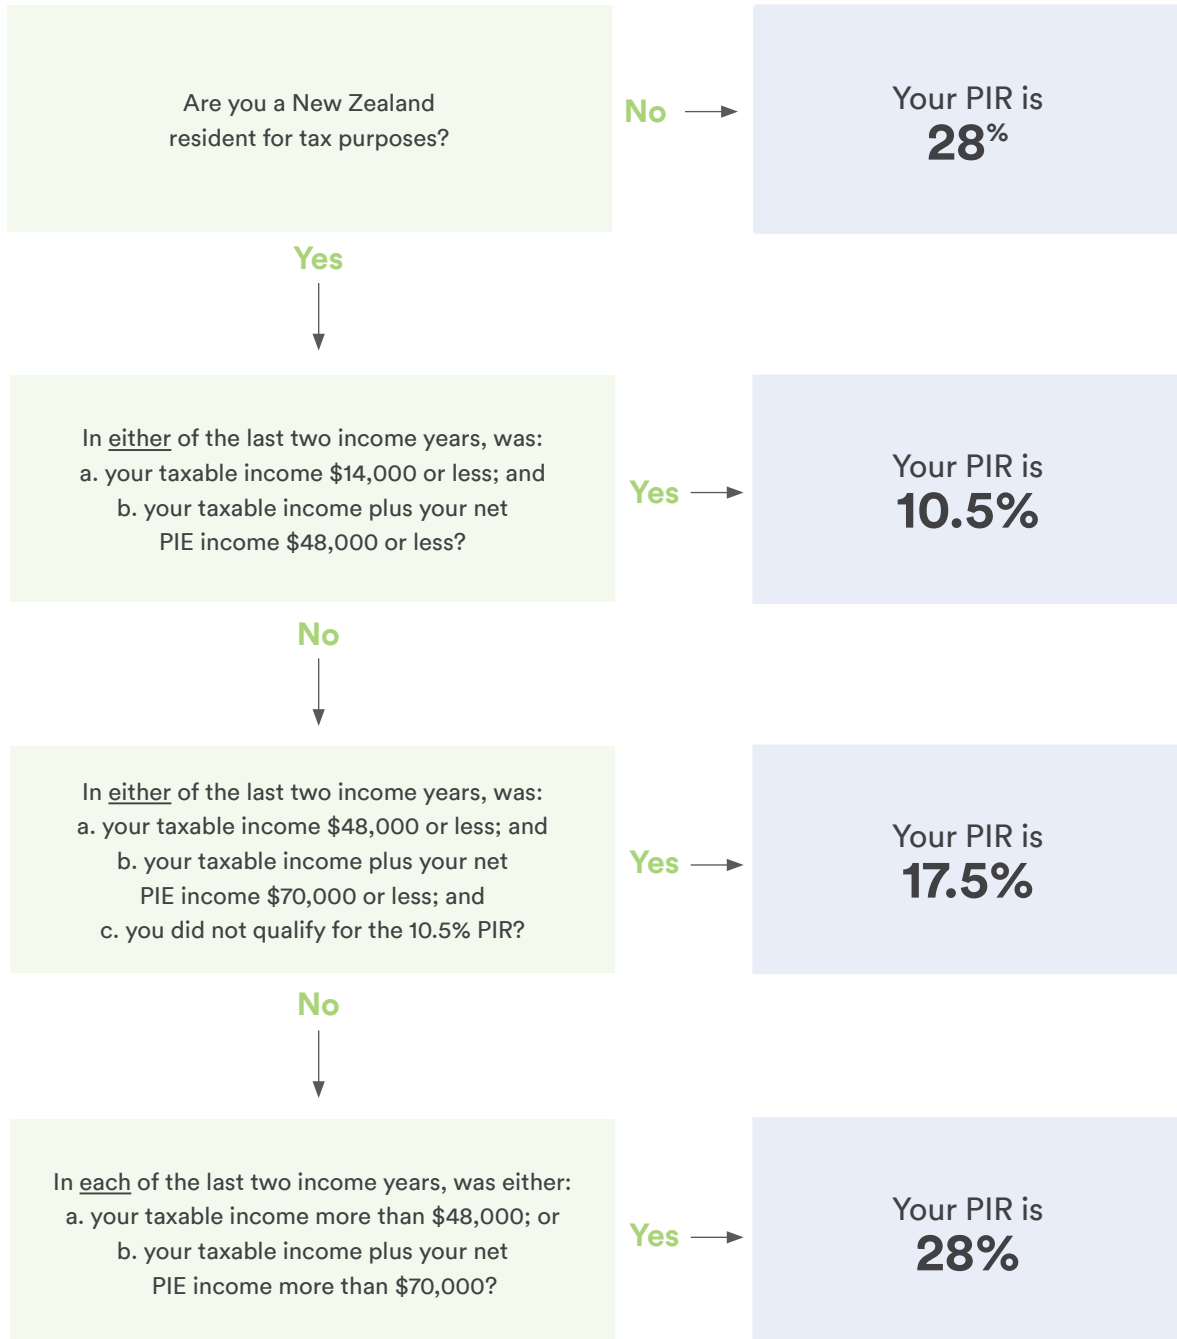 Are you a New Zealand
resident for tax purposes?
No
Your PIR is
28%
Yes
In either of the last two income years, was:
a. your taxable income $14,000 or less; and
b. your taxable income plus your net
PIE income $48,000 or less?
Yes
Your PIR is
10.5%
No
In either of the last two income years, was:
a. your taxable income $48,000 or less; and
b. your taxable income plus your net
PIE income $70,000 or less; and
c. you did not qualify for the 10.5% PIR?
Yes
Your PIR is
17.5%
No
In each of the last two income years, was either:
a. your taxable income more than $48,000; or
b. your taxable income plus your net
PIE income more than $70,000?
Yes
Your PIR is
28%